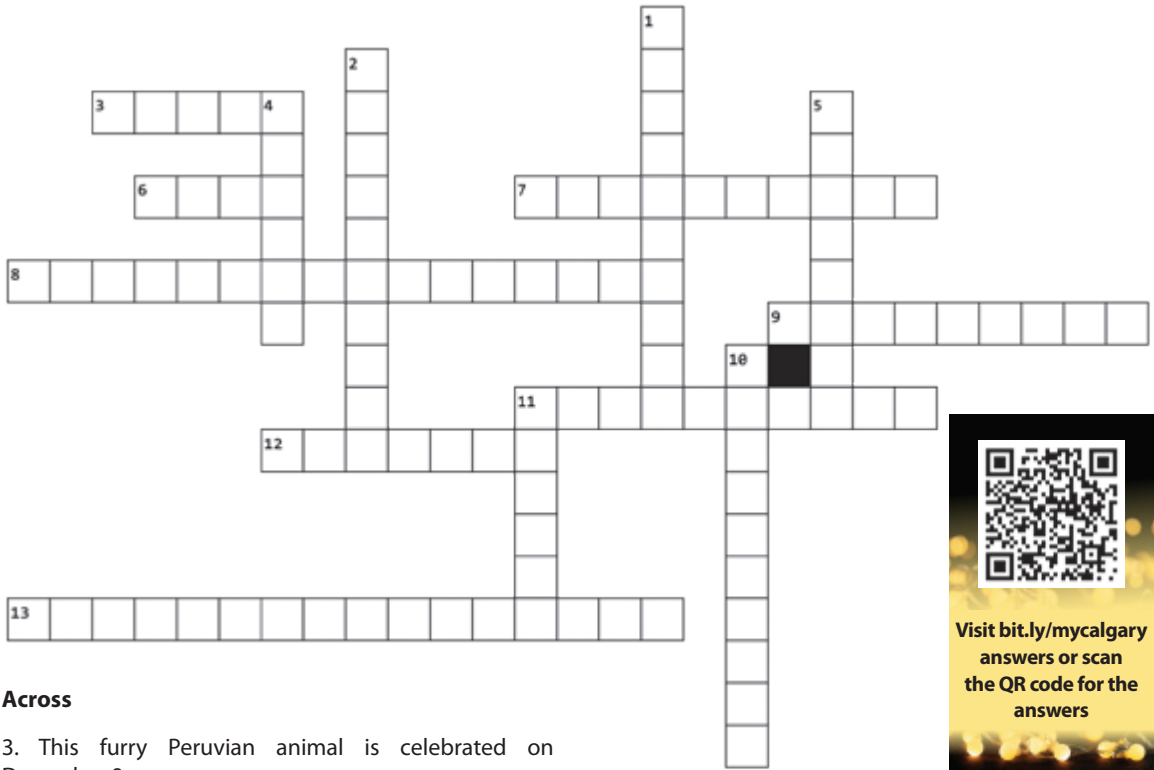 1
2
3
4
5
6
7
8
9
10
11
12
13
Visit bit.ly/mycalgary
answers or scan
the QR code for the
answers
Across
3. This furry Peruvian animal is celebrated on